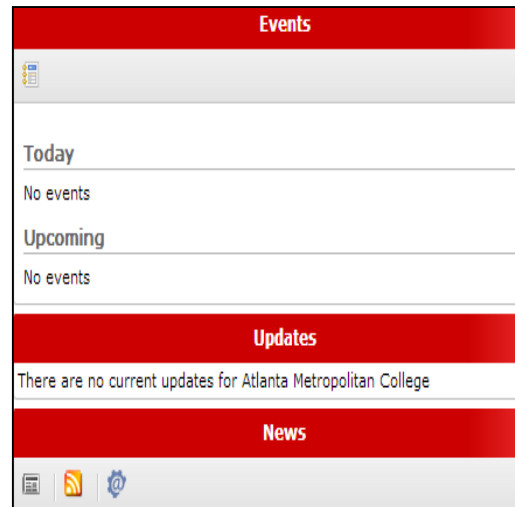 Events
Today
No events
Upcoming
No events
Updates
There are no current updates for Atlanta Metropolitan College
News